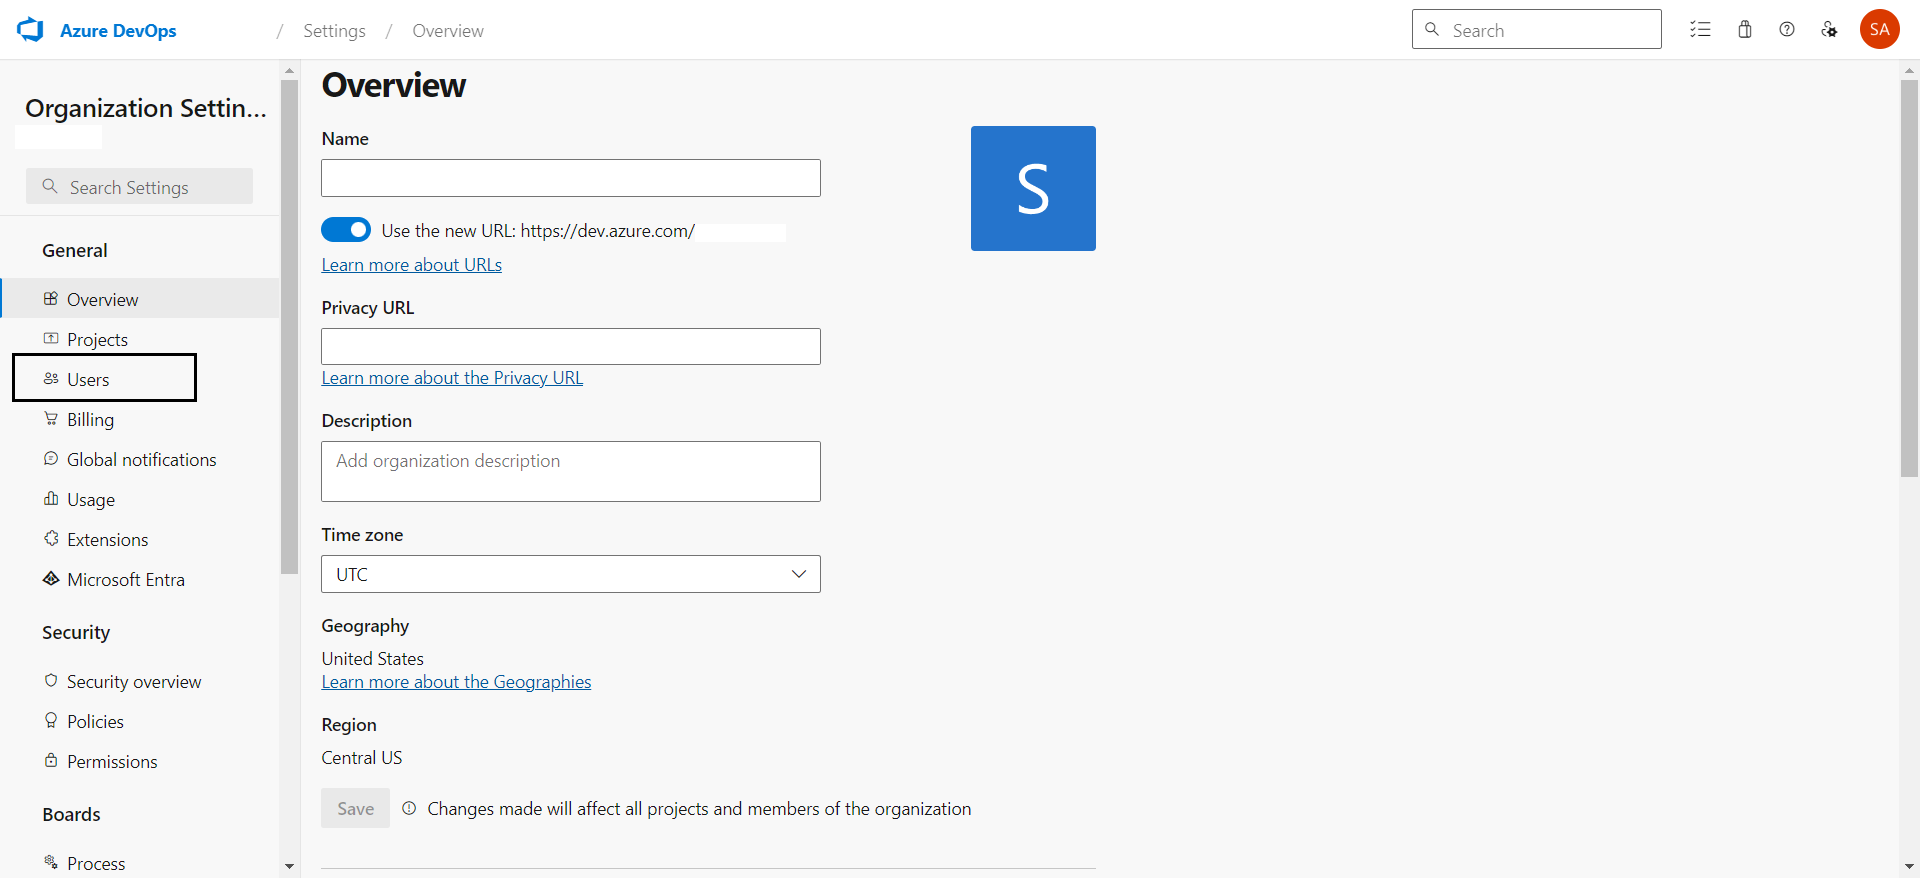 Azure DevOps / Settings / Overview Search SA
Organization Settin...
Search Settings
General
Overview
Projects
Users
Billing
Global notifications
Usage
Extensions
Microsoft Entra
Security
Security overview
Policies
Permissions
Boards
Process
Overview
Name
S
Use the new URL: https://dev.azure.com/
Learn more about URLs
Privacy URL
Learn more about the Privacy URL
Description
Add organization description
Time zone
UTC
Geography
United States
Learn more about the Geographies
Region
Central US
Save Changes made will affect all projects and members of the organization